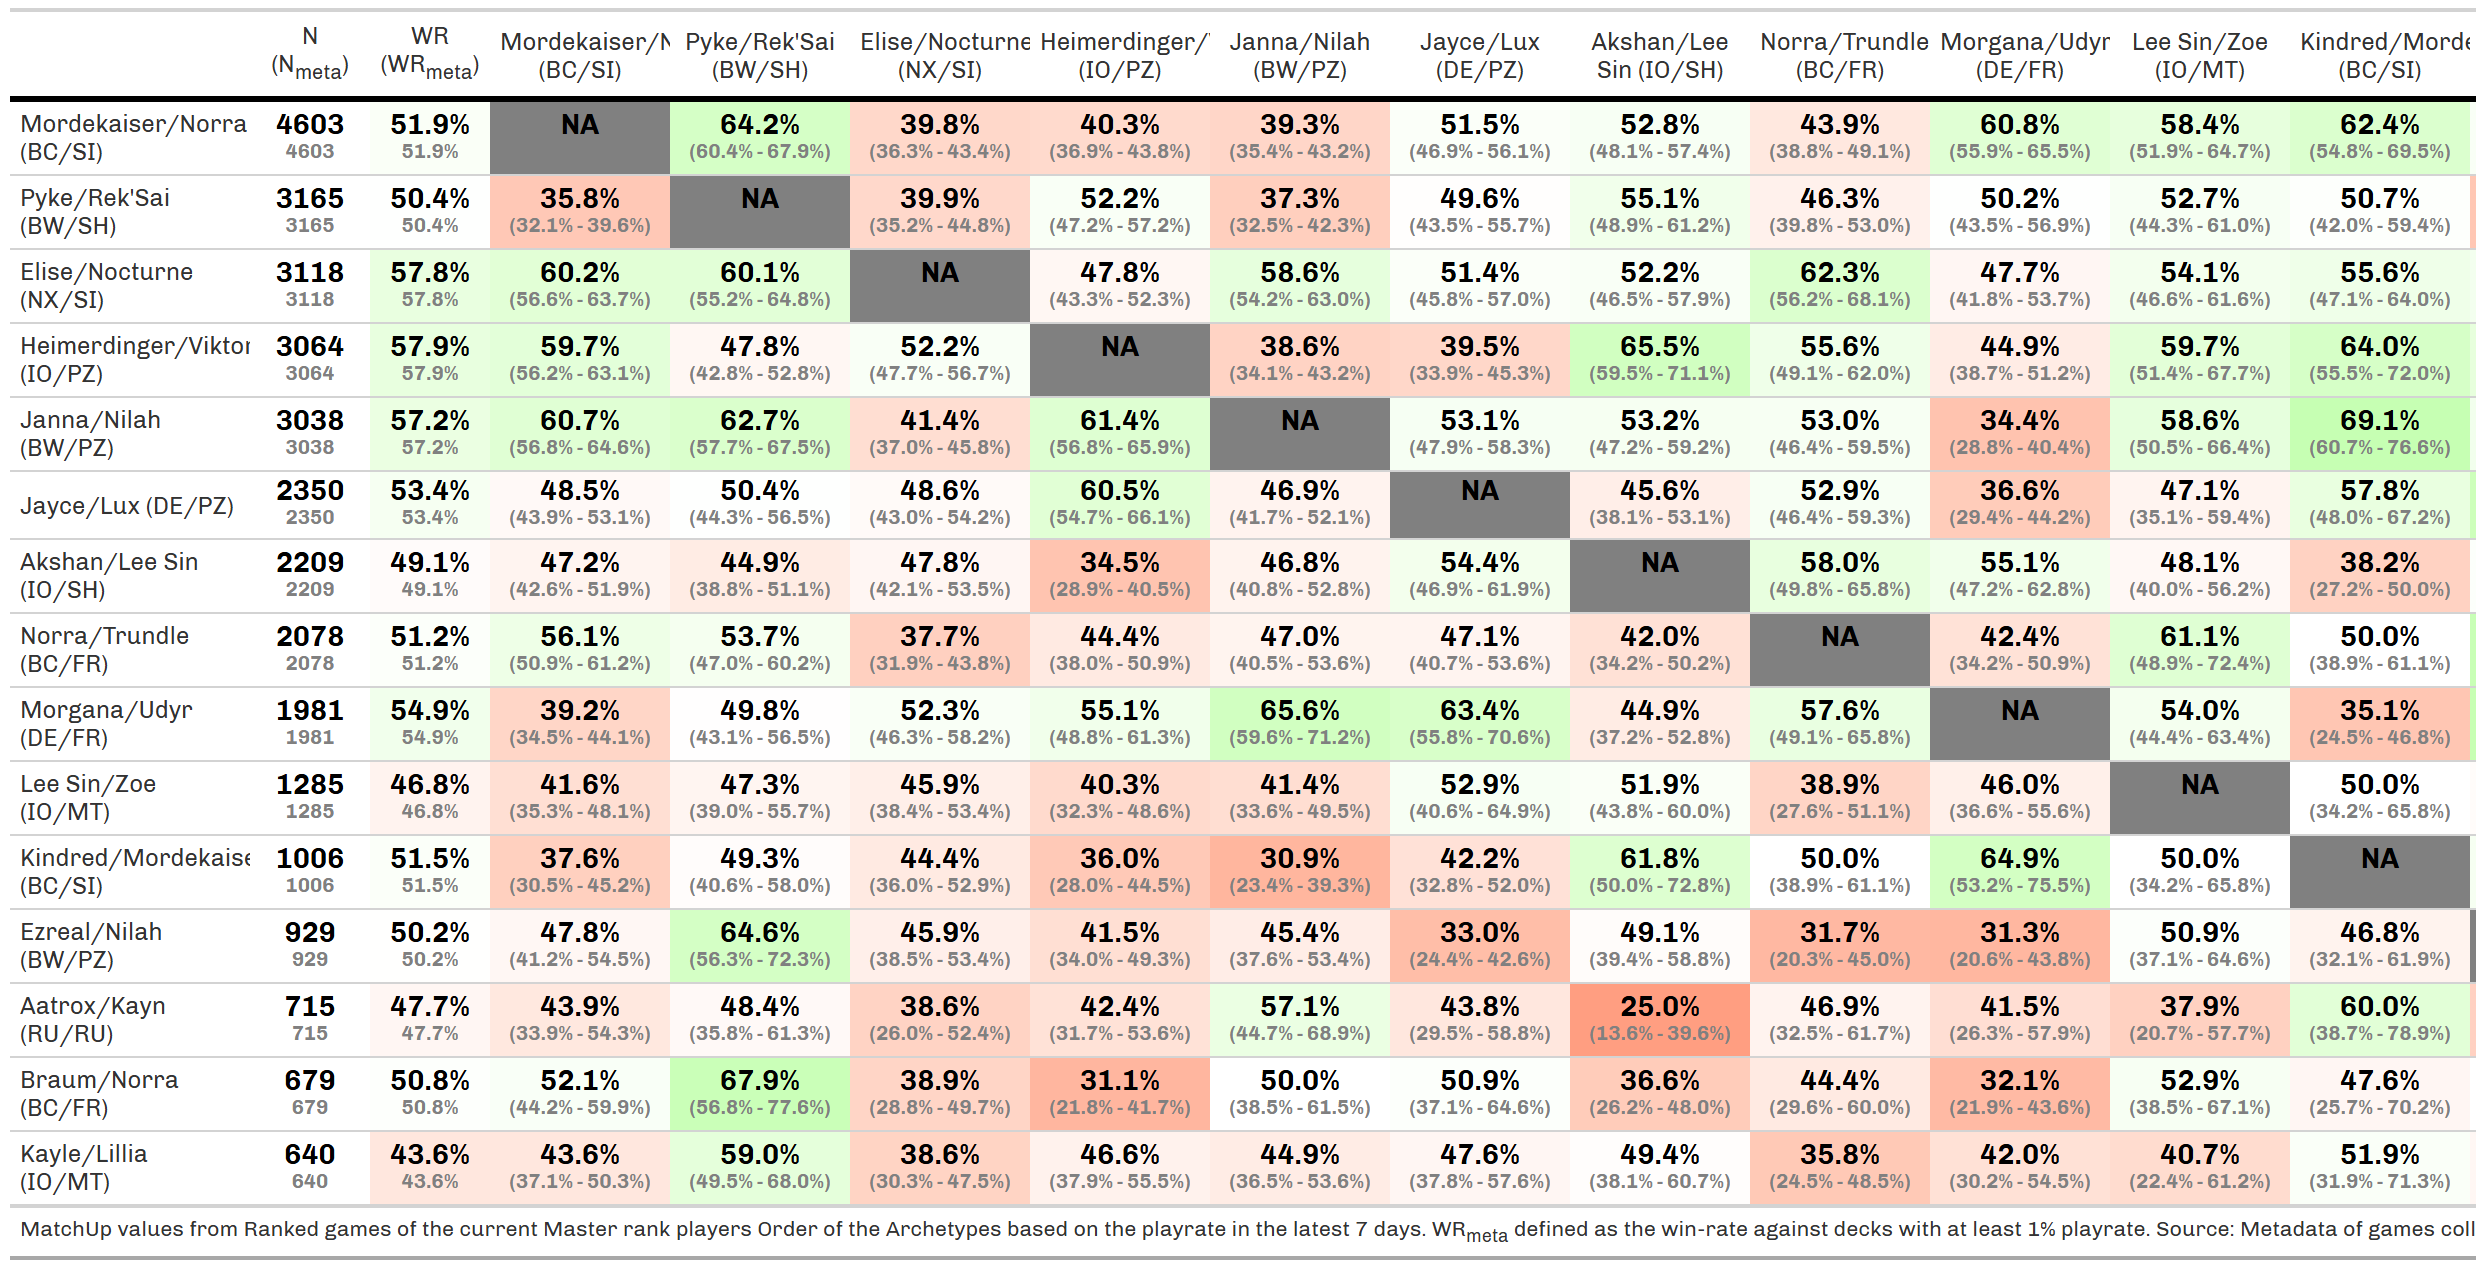 N WR Mordekaiser/N Pyke/Rek'Sai Elise/Nocturne Heimerdinger/ Janna/Nilah Jayce/Lux Akshan/Lee Norra/Trundle Morgana/Udyr Lee Sin/Zoe Kindred/Morde
(Nmeta) (WRmeta) (BC/SI) (BW/SH) (NX/SI) (IO/PZ) (BW/PZ) (DE/PZ) Sin (IO/SH) (BC/FR) (DE/FR) (IO/MT) (BC/SI)
Mordekaiser/Norra 4603 51.9% NA 64.2% 39.8% 40.3% 39.3% 51.5% 52.8% 43.9% 60.8% 58.4% 62.4%
(BC/SI) 4603 51.9% (60.4% - 67.9%) (36.3% - 43.4%) (36.9% - 43.8%) (35.4% - 43.2%) (46.9% - 56.1%) (48.1% - 57.4%) (38.8% - 49.1%) (55.9% - 65.5%) (51.9% - 64.7%) (54.8% - 69.5%)
Pyke/Rek'Sai 3165 50.4% 35.8% NA 39.9% 52.2% 37.3% 49.6% 55.1% 46.3% 50.2% 52.7% 50.7%
(BW/SH) 3165 50.4% (32.1% - 39.6%) (35.2% - 44.8%) (47.2% - 57.2%) (32.5% - 42.3%) (43.5% - 55.7%) (48.9% - 61.2%) (39.8% - 53.0%) (43.5% - 56.9%) (44.3% - 61.0%) (42.0% - 59.4%)
Elise/Nocturne 3118 57.8% 60.2% 60.1% NA 47.8% 58.6% 51.4% 52.2% 62.3% 47.7% 54.1% 55.6%
(NX/SI) 3118 57.8% (56.6% - 63.7%) (55.2% - 64.8%) (43.3% - 52.3%) (54.2% - 63.0%) (45.8% - 57.0%) (46.5% - 57.9%) (56.2% - 68.1%) (41.8% - 53.7%) (46.6% - 61.6%) (47.1% - 64.0%)
Heimerdinger/Viktor 3064 57.9% 59.7% 47.8% 52.2% NA 38.6% 39.5% 65.5% 55.6% 44.9% 59.7% 64.0%
(IO/PZ) 3064 57.9% (56.2% - 63.1%) (42.8% - 52.8%) (47.7% - 56.7%) (34.1% - 43.2%) (33.9% - 45.3%) (59.5% - 71.1%) (49.1% - 62.0%) (38.7% - 51.2%) (51.4% - 67.7%) (55.5% - 72.0%)
Janna/Nilah 3038 57.2% 60.7% 62.7% 41.4% 61.4% NA 53.1% 53.2% 53.0% 34.4% 58.6% 69.1%
(BW/PZ) 3038 57.2% (56.8% - 64.6%) (57.7% - 67.5%) (37.0% - 45.8%) (56.8% - 65.9%) (47.9% - 58.3%) (47.2% - 59.2%) (46.4% - 59.5%) (28.8% - 40.4%) (50.5% - 66.4%) (60.7% - 76.6%)
Jayce/Lux (DE/PZ) 2350 53.4% 48.5% 50.4% 48.6% 60.5% 46.9% NA 45.6% 52.9% 36.6% 47.1% 57.8%
2350 53.4% (43.9% - 53.1%) (44.3% - 56.5%) (43.0% - 54.2%) (54.7% - 66.1%) (41.7% - 52.1%) (38.1% - 53.1%) (46.4% - 59.3%) (29.4% - 44.2%) (35.1% - 59.4%) (48.0% - 67.2%)
Akshan/Lee Sin 2209 49.1% 47.2% 44.9% 47.8% 34.5% 46.8% 54.4% NA 58.0% 55.1% 48.1% 38.2%
(IO/SH) 2209 49.1% (42.6% - 51.9%) (38.8% - 51.1%) (42.1% - 53.5%) (28.9% - 40.5%) (40.8% - 52.8%) (46.9% - 61.9%) (49.8% - 65.8%) (47.2% - 62.8%) (40.0% - 56.2%) (27.2% - 50.0%)
Norra/Trundle 2078 51.2% 56.1% 53.7% 37.7% 44.4% 47.0% 47.1% 42.0% NA 42.4% 61.1% 50.0%
(BC/FR) 2078 51.2% (50.9% - 61.2%) (47.0% - 60.2%) (31.9% - 43.8%) (38.0% - 50.9%) (40.5% - 53.6%) (40.7% - 53.6%) (34.2% - 50.2%) (34.2% - 50.9%) (48.9% - 72.4%) (38.9% - 61.1%)
Morgana/Udyr 1981 54.9% 39.2% 49.8% 52.3% 55.1% 65.6% 63.4% 44.9% 57.6% NA 54.0% 35.1%
(DE/FR) 1981 54.9% (34.5% - 44.1%) (43.1% - 56.5%) (46.3% - 58.2%) (48.8% - 61.3%) (59.6% - 71.2%) (55.8% - 70.6%) (37.2% - 52.8%) (49.1% - 65.8%) (44.4% - 63.4%) (24.5% - 46.8%)
Lee Sin/Zoe 1285 46.8% 41.6% 47.3% 45.9% 40.3% 41.4% 52.9% 51.9% 38.9% 46.0% NA 50.0%
(IO/MT) 1285 46.8% (35.3% - 48.1%) (39.0% - 55.7%) (38.4% - 53.4%) (32.3% - 48.6%) (33.6% - 49.5%) (40.6% - 64.9%) (43.8% - 60.0%) (27.6% - 51.1%) (36.6% - 55.6%) (34.2% - 65.8%)
Kindred/Mordekaise 1006 51.5% 37.6% 49.3% 44.4% 36.0% 30.9% 42.2% 61.8% 50.0% 64.9% 50.0% NA
(BC/SI) 1006 51.5% (30.5% - 45.2%) (40.6% - 58.0%) (36.0% - 52.9%) (28.0% - 44.5%) (23.4% - 39.3%) (32.8% - 52.0%) (50.0% - 72.8%) (38.9% - 61.1%) (53.2% - 75.5%) (34.2% - 65.8%)
Ezreal/Nilah 929 50.2% 47.8% 64.6% 45.9% 41.5% 45.4% 33.0% 49.1% 31.7% 31.3% 50.9% 46.8%
(BW/PZ) 929 50.2% (41.2% - 54.5%) (56.3% - 72.3%) (38.5% - 53.4%) (34.0% - 49.3%) (37.6% - 53.4%) (24.4% - 42.6%) (39.4% - 58.8%) (20.3% - 45.0%) (20.6% - 43.8%) (37.1% - 64.6%) (32.1% - 61.9%)
Aatrox/Kayn 715 47.7% 43.9% 48.4% 38.6% 42.4% 57.1% 43.8% 25.0% 46.9% 41.5% 37.9% 60.0%
(RU/RU) 715 47.7% (33.9% - 54.3%) (35.8% - 61.3%) (26.0% - 52.4%) (31.7% - 53.6%) (44.7% - 68.9%) (29.5% - 58.8%) (13.6% - 39.6%) (32.5% - 61.7%) (26.3% - 57.9%) (20.7% - 57.7%) (38.7% - 78.9%)
Braum/Norra 679 50.8% 52.1% 67.9% 38.9% 31.1% 50.0% 50.9% 36.6% 44.4% 32.1% 52.9% 47.6%
(BC/FR) 679 50.8% (44.2% - 59.9%) (56.8% - 77.6%) (28.8% - 49.7%) (21.8% - 41.7%) (38.5% - 61.5%) (37.1% - 64.6%) (26.2% - 48.0%) (29.6% - 60.0%) (21.9% - 43.6%) (38.5% - 67.1%) (25.7% - 70.2%)
Kayle/Lillia 640 43.6% 43.6% 59.0% 38.6% 46.6% 44.9% 47.6% 49.4% 35.8% 42.0% 40.7% 51.9%
(IO/MT) 640 43.6% (37.1% - 50.3%) (49.5% - 68.0%) (30.3% - 47.5%) (37.9% - 55.5%) (36.5% - 53.6%) (37.8% - 57.6%) (38.1% - 60.7%) (24.5% - 48.5%) (30.2% - 54.5%) (22.4% - 61.2%) (31.9% - 71.3%)
MatchUp values from Ranked games of the current Master rank players Order of the Archetypes based on the playrate in the latest 7 days. WRmeta defined as the win-rate against decks with at least 1% playrate. Source: Metadata of games coll